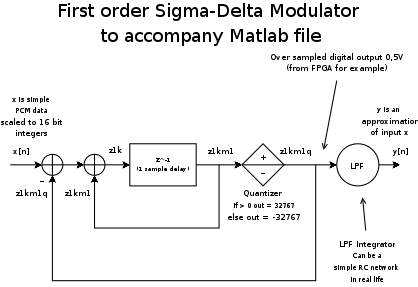 First order Sigma-Delta Modulator
to accompany Matlab file
Over sampled digital output 0,5V
(from FPGA for example)
x is simple
PCM data
scaled to 16 bit
integers
y is an
approximation
of input x
x[n]
z1k
z^-1
(1 sample delay)
z1km1
+
−
z1km1q
LPF
y[n]
−
z1km1q
z1km1
Quantizer
if > 0 out = 32767
else out = -32767
LPF Integrator
Can be a
simple RC network
in real life